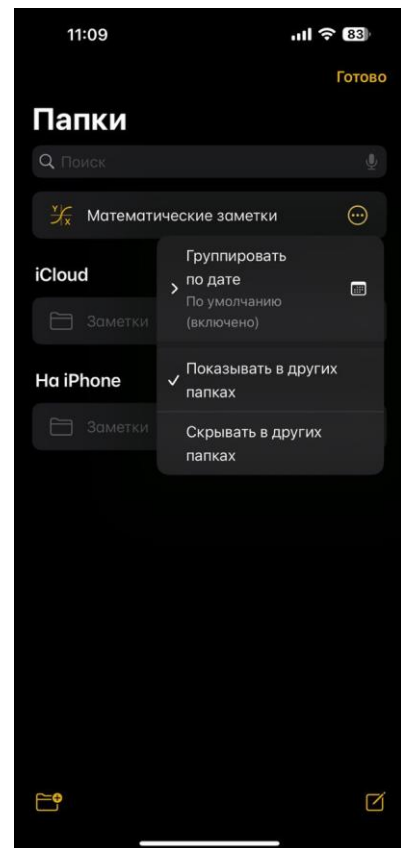 11:09
83
Готово
Папки
Поиск
Математические заметки
Группировать
по дате
По умолчанию
(включено)
iCloud
Заметки
Показывать в других
папках
На iPhone
Заметки
Скрывать в других
папках